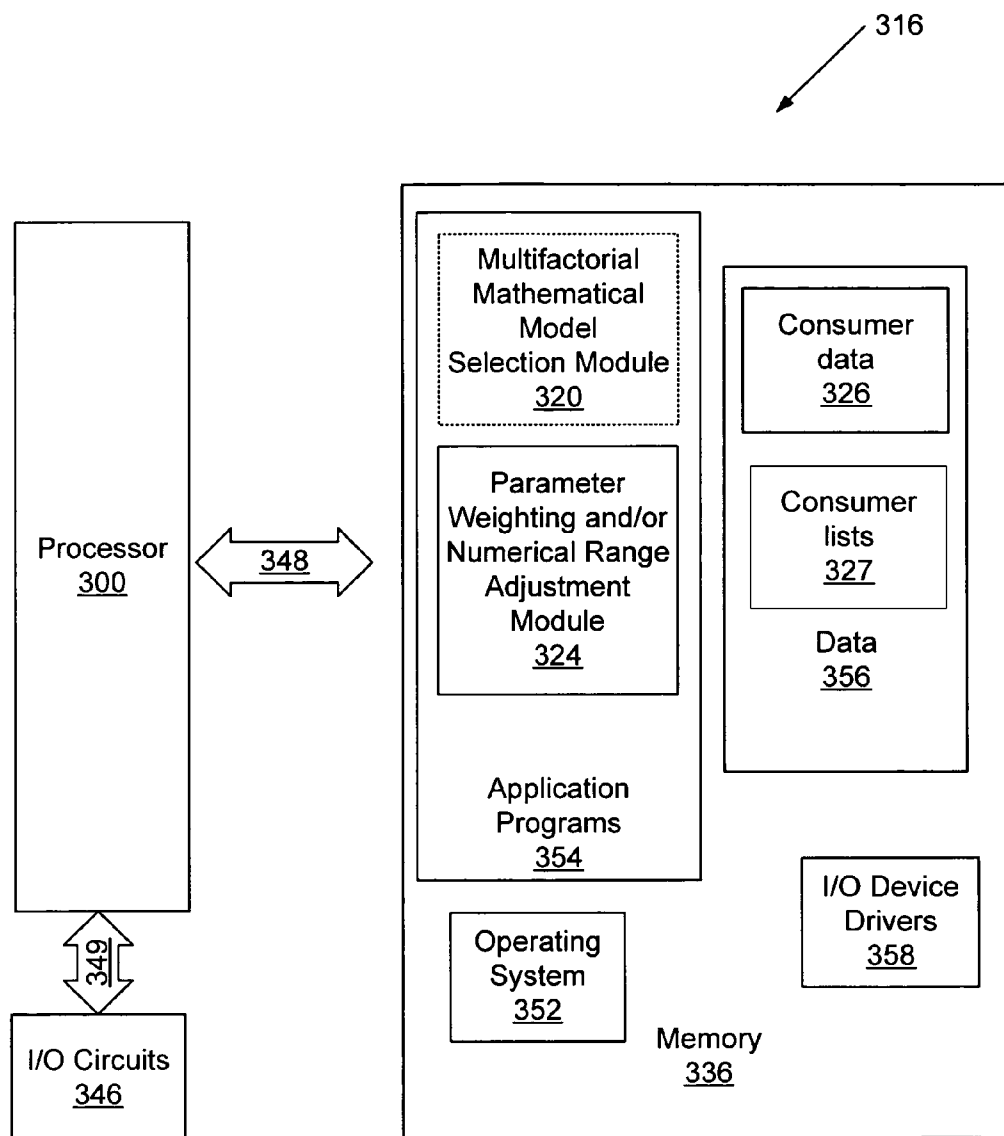 316
Multifactorial
Mathematical
Model
Selection Module
320
Parameter
Weighting and/or
Numerical Range
Adjustment
Module
324
Application
Programs
354
Consumer
data
326
Consumer
lists
327
Data
356
Processor
300
348
349
I/O Circuits
346
Operating
System
352
I/O Device
Drivers
358
Memory
336